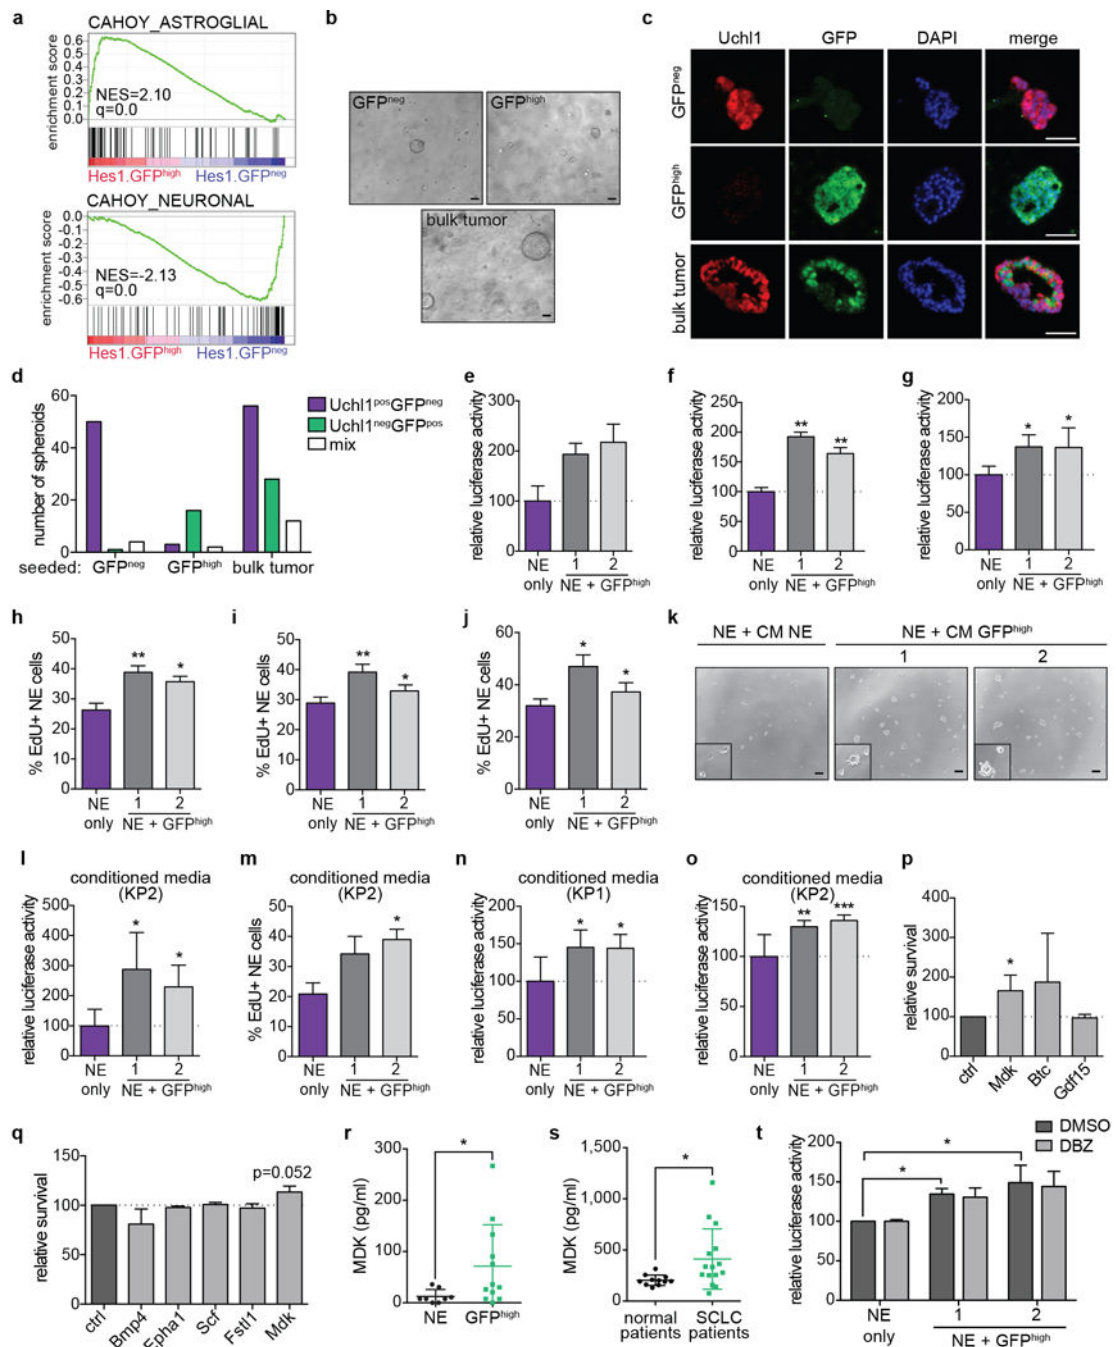 a
CAHOY_ASTROGLIAL
enrichment score
0.6
0.5
0.4
0.3
0.2
0.1
0.0
NES=2.10
q=0.0
Hes1.GFPhigh
Hes1.GFPneg
CAHOY_NEURONAL
enrichment score
0.0
-0.1
-0.2
-0.3
-0.4
-0.5
-0.6
NES=-2.13
q=0.0
Hes1.GFPhigh
Hes1.GFPneg
b
GFPneg
GFPhigh
bulk tumor
c
Uchl1
GFP
DAPI
merge
GFPneg
GFPhigh
bulk tumor
d
number of spheroids
60
40
20
0
Uchl1posGFPneg
Uchl1negGFPpos
mix
seeded:
GFPneg
GFPhigh
bulk tumor
e
relative luciferase activity
300
200
100
0
NE only
1
2
NE + GFPhigh
f
relative luciferase activity
200
150
100
50
0
**
**
NE only
1
2
NE + GFPhigh
g
relative luciferase activity
200
150
100
50
0
*
*
NE only
1
2
NE + GFPhigh
h
% EdU+ NE cells
50
40
30
20
10
0
**
*
NE only
1
2
NE + GFPhigh
i
% EdU+ NE cells
50
40
30
20
10
0
**
*
NE only
1
2
NE + GFPhigh
j
% EdU+ NE cells
60
40
20
0
*
*
NE only
1
2
NE + GFPhigh
k
NE + CM NE
NE + CM GFPhigh
1
2
l
conditioned media
(KP2)
relative luciferase activity
500
400
300
200
100
0
*
*
NE only
1
2
NE + GFPhigh
m
conditioned media
(KP2)
% EdU+ NE cells
50
40
30
20
10
0
*
NE only
1
2
NE + GFPhigh
n
conditioned media
(KP1)
relative luciferase activity
250
200
150
100
50
0
*
*
NE only
1
2
NE + GFPhigh
o
conditioned media
(KP2)
relative luciferase activity
150
100
50
0
**
***
NE only
1
2
NE + GFPhigh
p
relative survival
400
300
200
100
0
*
ctrl
Mdk
Btc
Gdf15
q
relative survival
150
100
50
0
p=0.052
ctrl
Bmp4
Epha1
Scf
Fstl1
Mdk
r
MDK (pg/ml)
300
200
100
0
*
NE
GFPhigh
s
MDK (pg/ml)
1,500
1,000
500
0
*
normal patients
SCLC patients
t
relative luciferase activity
200
150
100
50
0
DMSO
DBZ
*
*
NE only
1
2
NE + GFPhigh